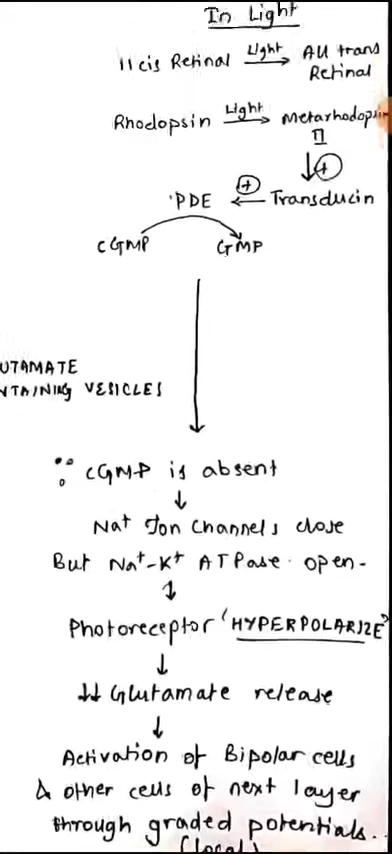 In Light
11 cis Retinal Light → All trans
Retinal
Rhodopsin Light → Metarhodopsin
II
↓ +
PDE + ← Transducin
cGMP GMP
UTAMATE
NTAINING VESICLES
∵ cGMP is absent
↓
Na+ Ion Channels close
But Na+-K+ ATPase open-
↓
Photoreceptor 'HYPERPOLARIZE'
↓
↓↓ Glutamate release
↓
Activation of Bipolar cells
& other cells of next layer
through graded potentials..
(local)